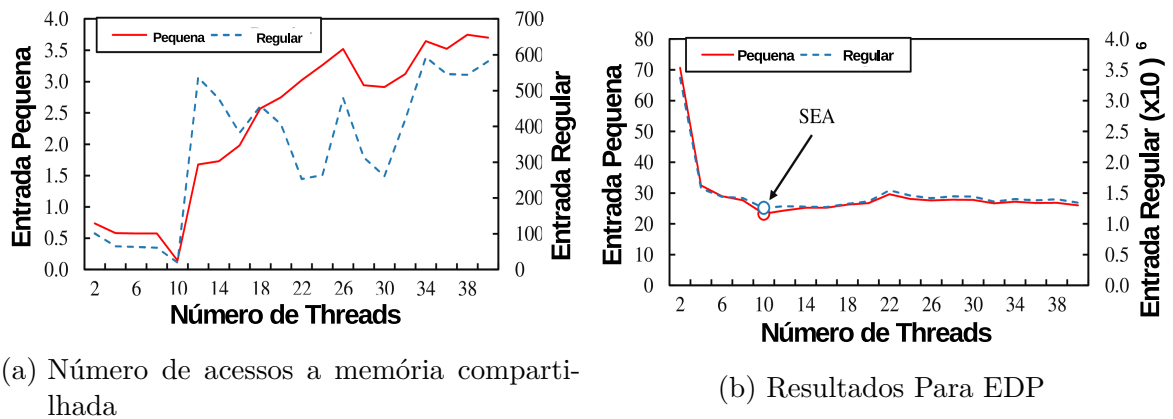 Pequena Regular
4.0 3.5 3.0 2.5 2.0 1.5 1.0 0.5 0.0
Entrada Pequena
700 600 500 400 300 200 100 0
Entrada Regular
2 6 10 14 18 22 26 30 34 38
Número de Threads
(a) Número de acessos a memória comparti-
lhada
Pequena Regular
SEA
80 70 60 50 40 30 20 10 0
Entrada Pequena
4.0 3.5 3.0 2.5 2.0 1.5 1.0 0.5 0.0
Entrada Regular (x10) 6
2 6 10 14 18 22 26 30 34 38
Número de Threads
(b) Resultados Para EDP